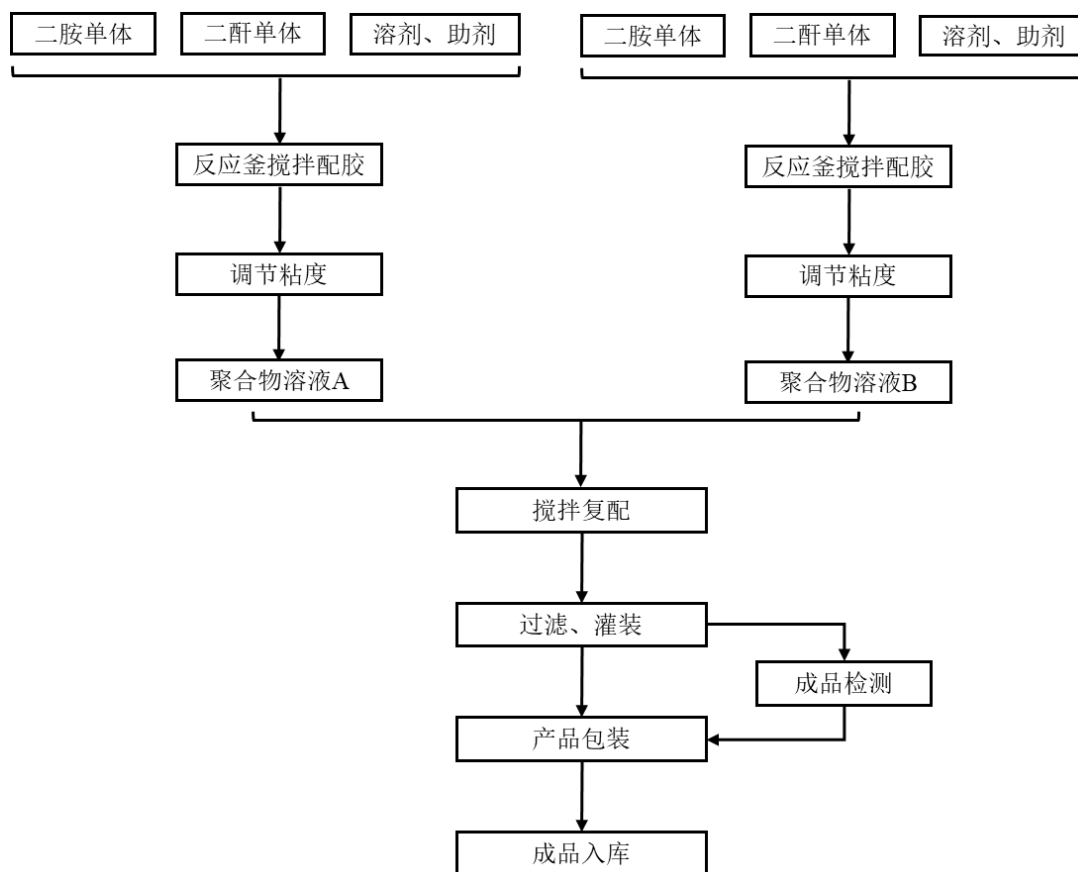 二胺单体 二酐单体 溶剂、助剂 二胺单体 二酐单体 溶剂、助剂
反应釜搅拌配胶 反应釜搅拌配胶
调节粘度 调节粘度
聚合物溶液A 聚合物溶液B
搅拌复配
过滤、灌装
成品检测
产品包装
成品入库